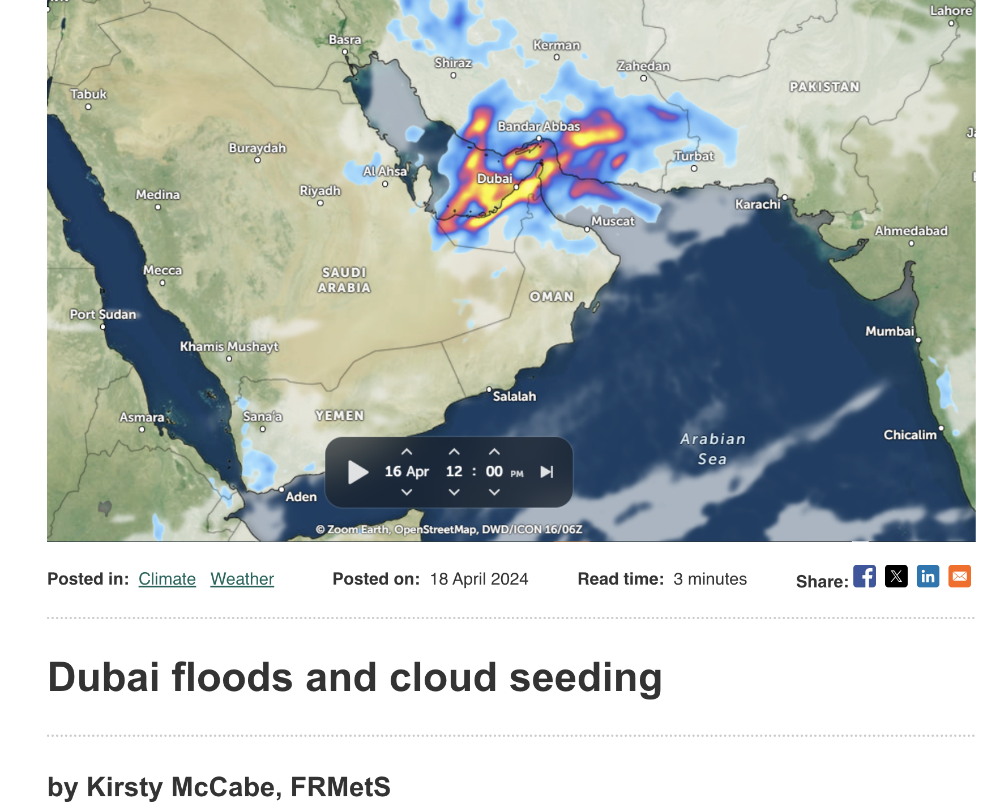 Lahore
Basra
Kerman
Shiraz
Zahedan
PAKISTAN
Tabuk
Bandar Abbas
Buraydah
Turbat
Al Ahsa
Dubai
Medina
Riyadh
Karachi
Muscat
Ahmedabad
Mecca
SAUDI
ARABIA
OMAN
Port Sudan
Mumbai
Khamis Mushayt
Salalah
Asmara
Sana'a
YEMEN
Chicalim
Arabian
Sea
16 Apr 12 : 00 PM
Aden
© Zoom Earth, OpenStreetMap, DWD/ICON 16/06Z
Posted in: Climate Weather Posted on: 18 April 2024 Read time: 3 minutes Share:
Dubai floods and cloud seeding
by Kirsty McCabe, FRMetS